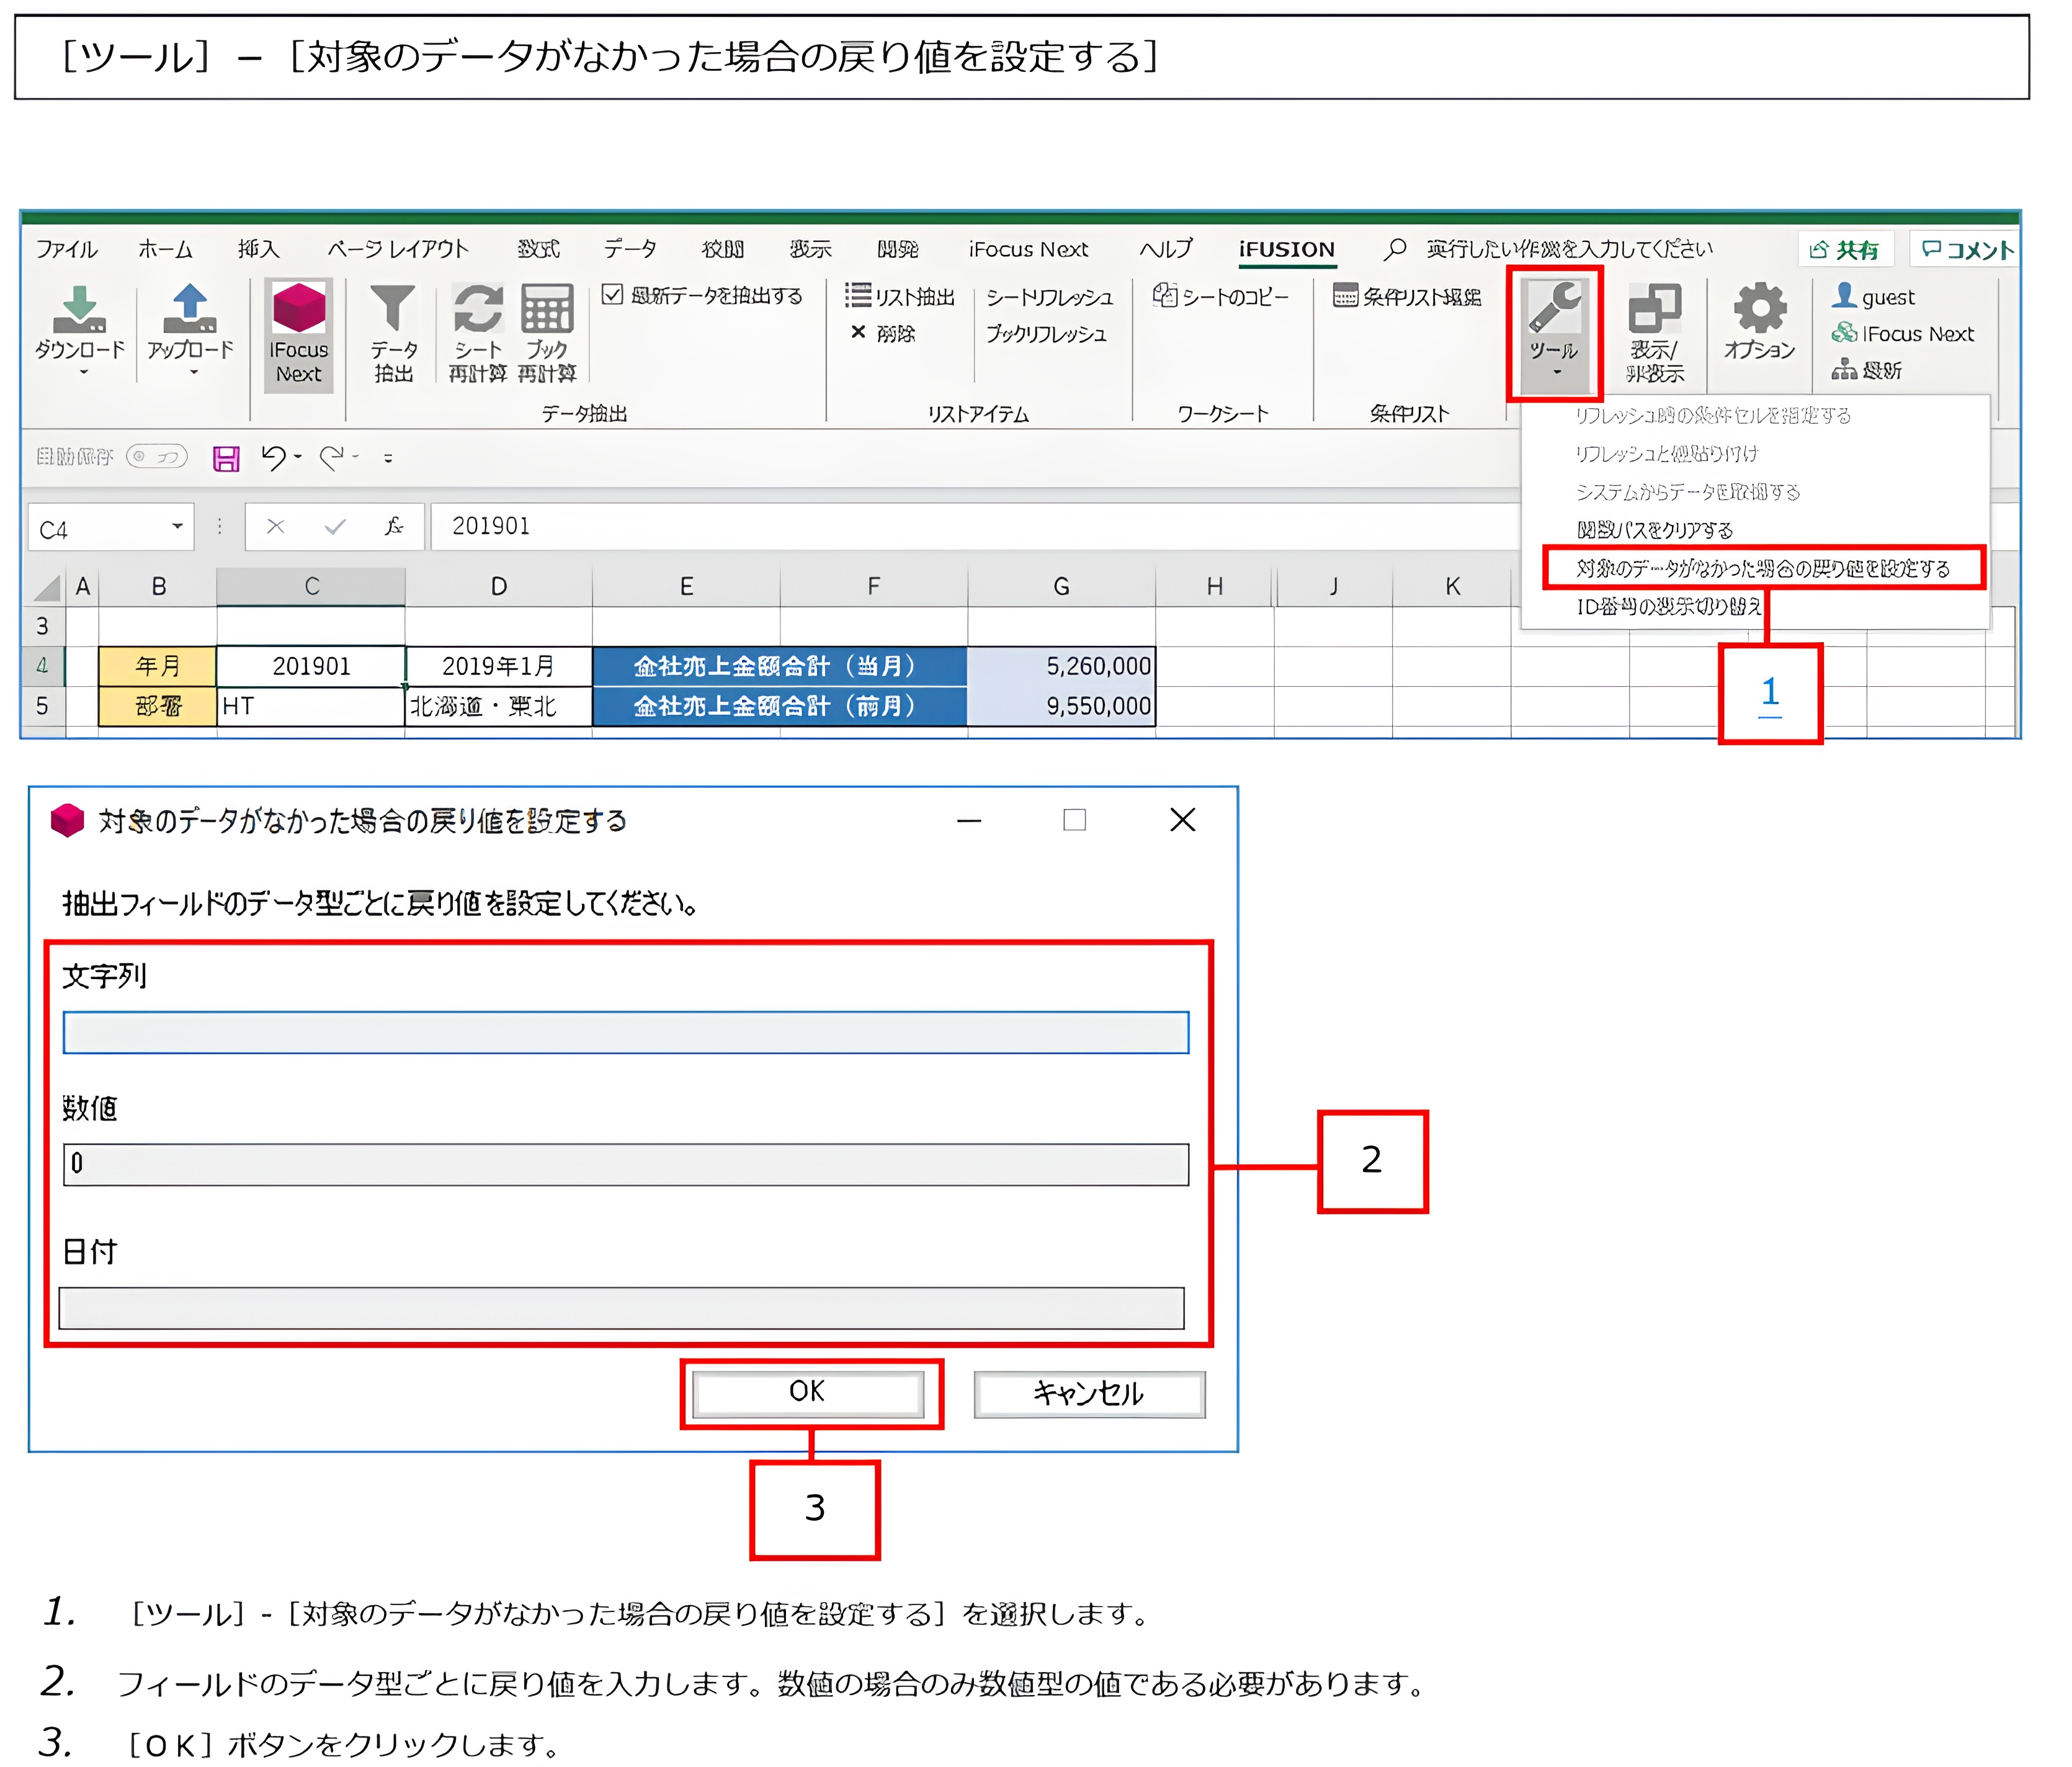 ［ツール］ – ［対象のデータがなかった場合の戻り値を設定する］
ファイル ホーム 挿入 ページ レイアウト 数式 データ 校閲 表示 開発 iFocus Next ヘルプ iFUSION 実行したい作業を入力してください 共有 コメント
ダウンロード アップロード iFocus Next データ抽出 シート再計算 ブック再計算 最新データを抽出する リスト抽出 シートリフレッシュ シートのコピー ツール 表示/非表示 オプション guest
削除 ブックリフレッシュ iFocus Next
最新
データ抽出 リストアイテム ワークシート 条件リスト
リフレッシュ時の条件セルを指定する
リフレッシュと値貼り付け
システムからデータを取得する
関数パスをクリアする
対象のデータがなかった場合の戻り値を設定する
ID番号の表示切り替え
自動保存 オフ
C4 fx 201901
A B C D E F G H J K
3
4 年月 201901 2019年1月 会社売上金額合計（当月） 5,260,000
5 部署 HT 北海道・東北 会社売上金額合計（前月） 9,550,000
1
対象のデータがなかった場合の戻り値を設定する
抽出フィールドのデータ型ごとに戻り値を設定してください。
文字列
数値
0
2
日付
OK キャンセル
3
1. ［ツール］-［対象のデータがなかった場合の戻り値を設定する］を選択します。
2. フィールドのデータ型ごとに戻り値を入力します。数値の場合のみ数値型の値である必要があります。
3. ［ＯＫ］ボタンをクリックします。